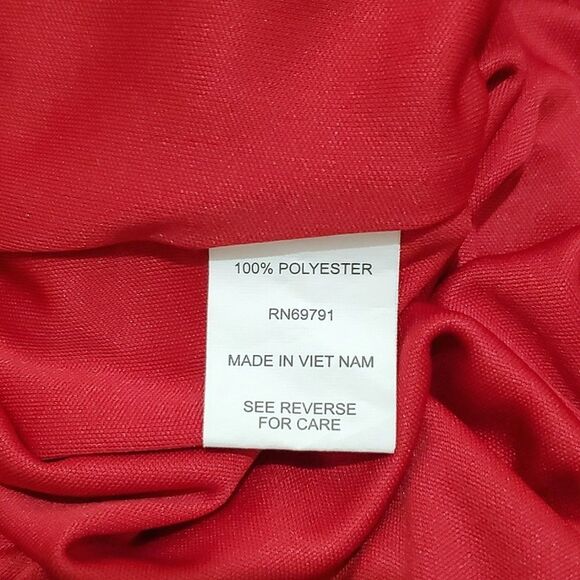 100% POLYESTER
RN69791
MADE IN VIET NAM
SEE REVERSE
FOR CARE